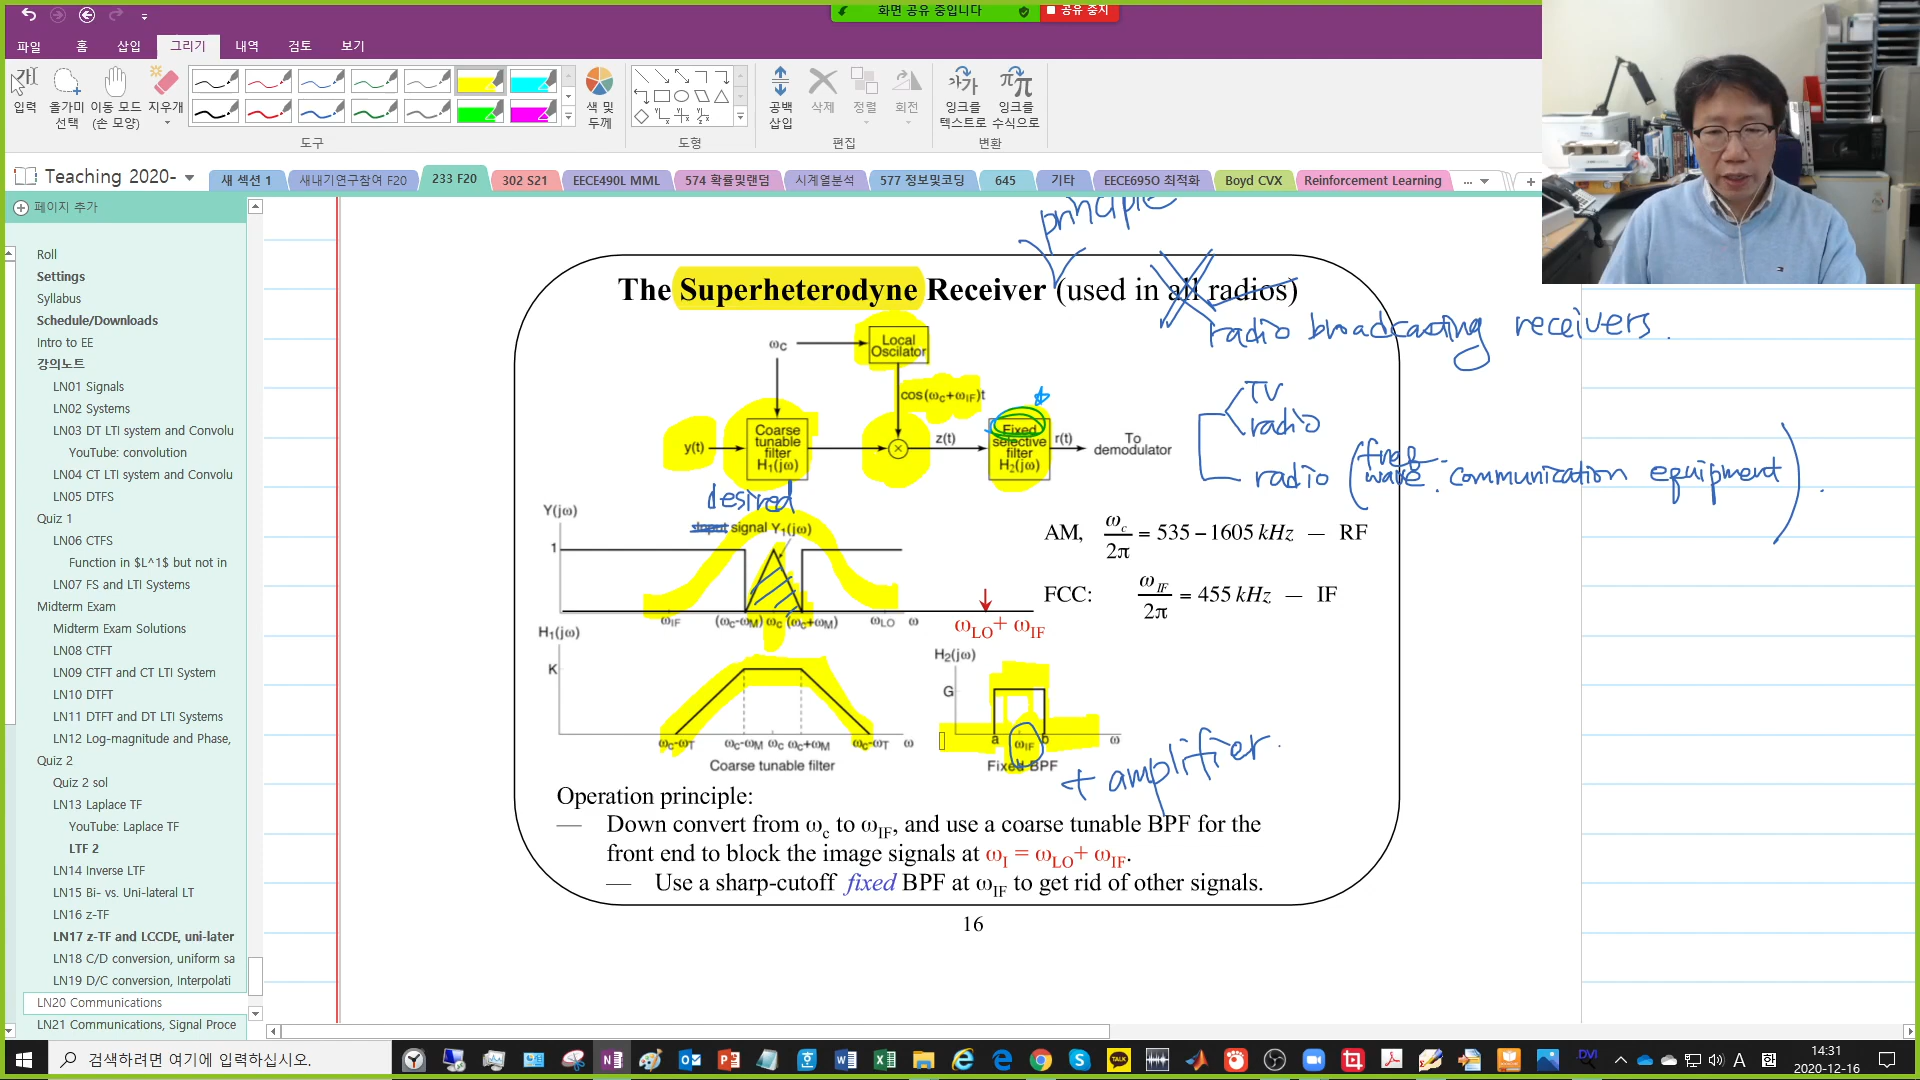 화면 공유 중입니다
공유 중지
파일 홈 삽입 그리기 내역 검토 보기
입력
올가미 선택
이동 모드 (손 모양)
지우개
색 및 두께
공백 삽입
삭제
정렬
회전
잉크를 텍스트로
잉크를 수식으로
도구
도형
편집
변환
Teaching 2020-
새 섹션 1
새내기연구참여 F20
233 F20
302 S21
EECE490L MML
574 확률및랜덤
시계열분석
577 정보및코딩
645
기타
EECE695O 최적화
Boyd CVX
Reinforcement Learning
...
페이지 추가
Roll
Settings
Syllabus
Schedule/Downloads
Intro to EE
강의노트
LN01 Signals
LN02 Systems
LN03 DT LTI system and Convolu
YouTube: convolution
LN04 CT LTI system and Convolu
LN05 DTFS
Quiz 1
LN06 CTFS
Function in $L^1$ but not in
LN07 FS and LTI Systems
Midterm Exam
Midterm Exam Solutions
LN08 CTFT
LN09 CTFT and CT LTI System
LN10 DTFT
LN11 DTFT and DT LTI Systems
LN12 Log-magnitude and Phase,
Quiz 2
Quiz 2 sol
LN13 Laplace TF
YouTube: Laplace TF
LTF 2
LN14 Inverse LTF
LN15 Bi- vs. Uni-lateral LT
LN16 z-TF
LN17 z-TF and LCCDE, uni-later
LN18 C/D conversion, uniform sa
LN19 D/C conversion, Interpolati
LN20 Communications
LN21 Communications, Signal Proce
principle
The Superheterodyne Receiver (used in all radios)
radio broadcasting receivers.
ωc
Local Oscilator
cos(ωc+ωIF)t
TV
radio
radio (freq. wave. communication equipment).
y(t)
Coarse tunable filter H1(jω)
×
z(t)
Fixed selective filter H2(jω)
r(t)
To demodulator
desired
Input signal Y1(jω)
Y(jω)
1
ωIF (ωc-ωM) ωc (ωc+ωM) ωLO ω
ωLO+ ωIF
AM, ωc/2π = 535 – 1605 kHz — RF
FCC: ωIF/2π = 455 kHz — IF
H1(jω)
K
ωc-ωT ωc-ωM ωc ωc+ωM ωc-ωT ω
Coarse tunable filter
H2(jω)
G
a ωIF b ω
Fixed BPF
+ amplifier.
Operation principle:
— Down convert from ωc to ωIF, and use a coarse tunable BPF for the
front end to block the image signals at ωI = ωLO+ ωIF.
— Use a sharp-cutoff fixed BPF at ωIF to get rid of other signals.
16
검색하려면 여기에 입력하십시오.
TALK
DVI
A
한
14:31
2020-12-16